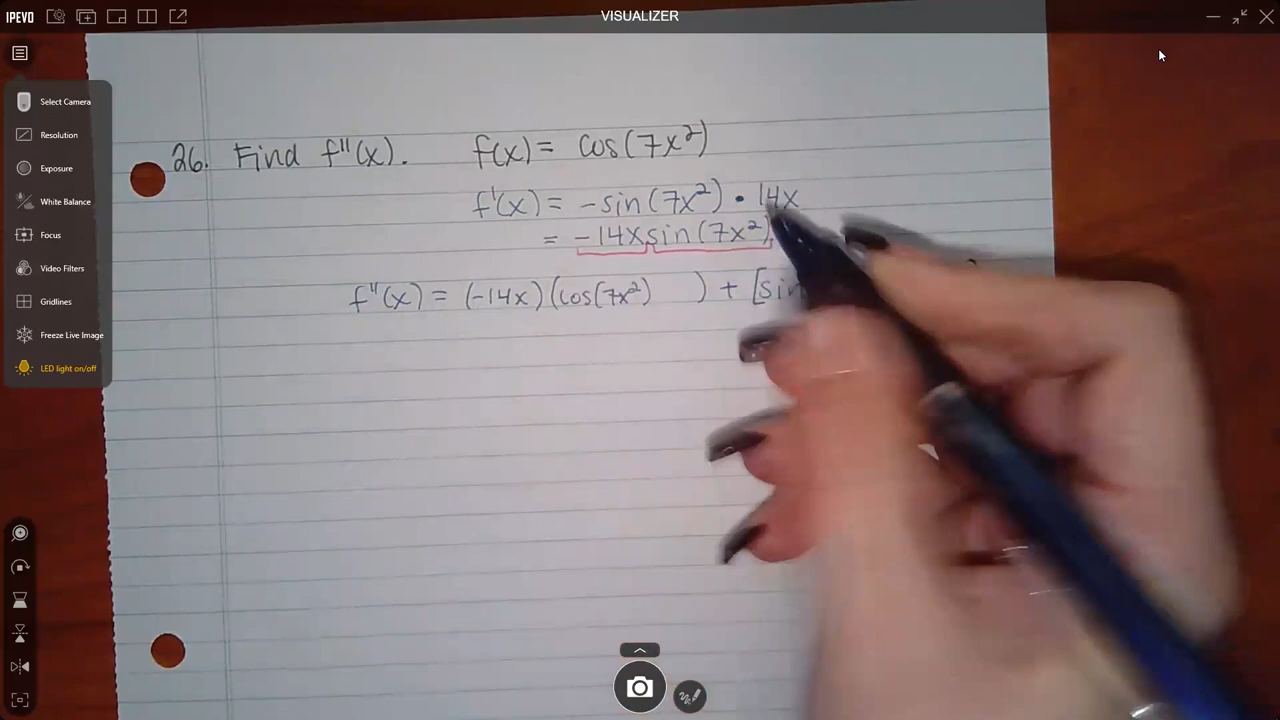 IPEVO VISUALIZER
Select Camera
Resolution
Exposure
White Balance
Focus
Video Filters
Gridlines
Freeze Live Image
LED light on/off
26. Find f''(x). f(x) = cos(7x²)
f'(x) = -sin(7x²) • 14x
= -14x sin(7x²)
f''(x) = (-14x)(cos(7x²) ) + [sin